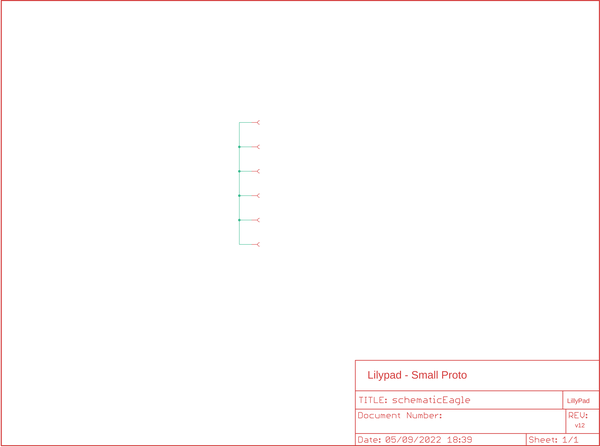 Lilypad - Small Proto
TITLE: schematicEagle
LillyPad
Document Number:
REV:
v12
Date: 05/09/2022 18:39
Sheet: 1/1